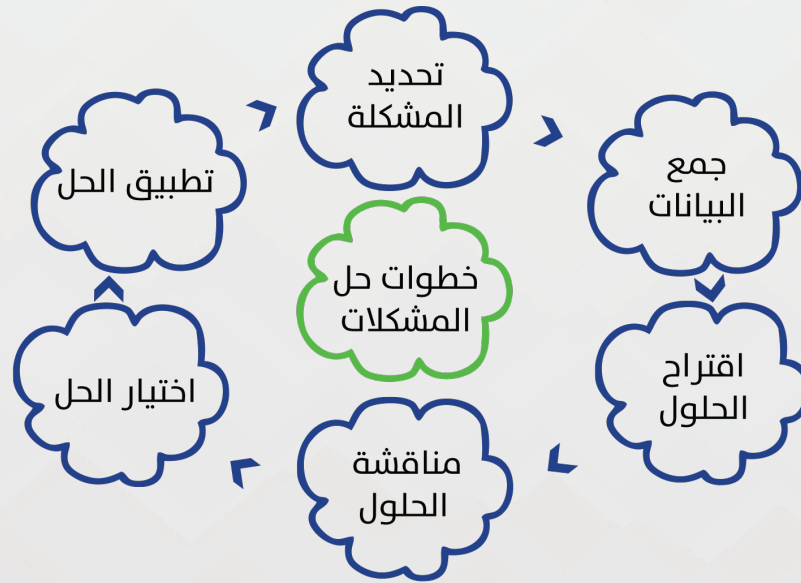 تحديد
المشكلة
جمع
البيانات
اقتراح
الحلول
مناقشة
الحلول
اختيار الحل
تطبيق الحل
خطوات حل
المشكلات